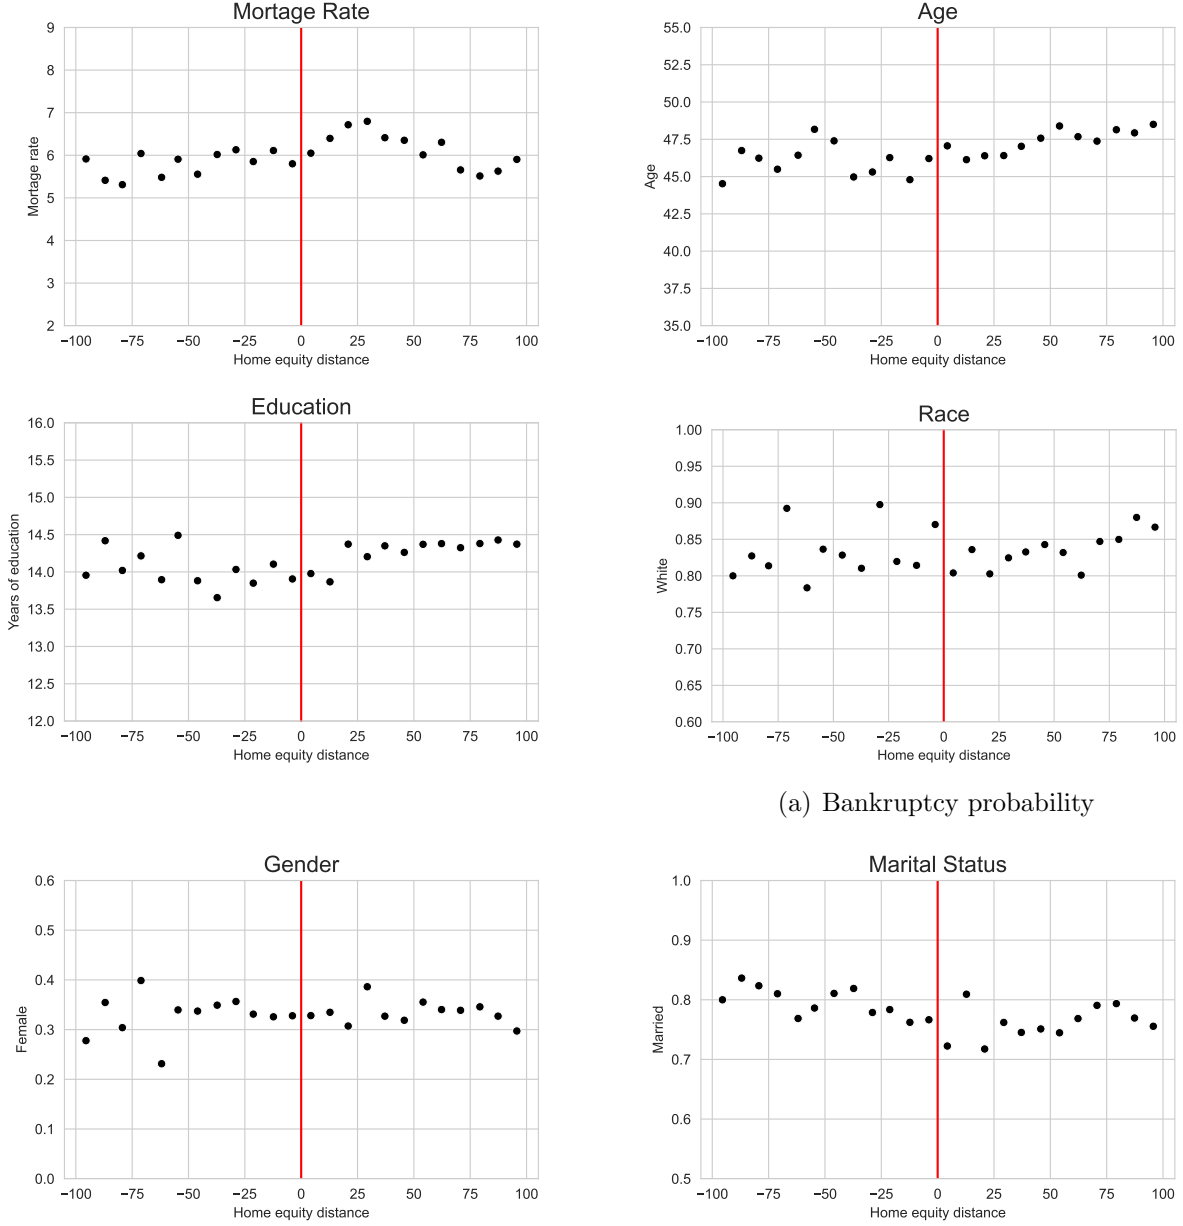 Mortage Rate
9
8
7
6
5
4
3
2
Mortage rate
−100 −75 −50 −25 0 25 50 75 100
Home equity distance
Age
55.0
52.5
50.0
47.5
45.0
42.5
40.0
37.5
35.0
Age
−100 −75 −50 −25 0 25 50 75 100
Home equity distance
Education
16.0
15.5
15.0
14.5
14.0
13.5
13.0
12.5
12.0
Years of education
−100 −75 −50 −25 0 25 50 75 100
Home equity distance
Race
1.00
0.95
0.90
0.85
0.80
0.75
0.70
0.65
0.60
White
−100 −75 −50 −25 0 25 50 75 100
Home equity distance
(a) Bankruptcy probability
Gender
0.6
0.5
0.4
0.3
0.2
0.1
0.0
Female
−100 −75 −50 −25 0 25 50 75 100
Home equity distance
Marital Status
1.0
0.9
0.8
0.7
0.6
0.5
Married
−100 −75 −50 −25 0 25 50 75 100
Home equity distance